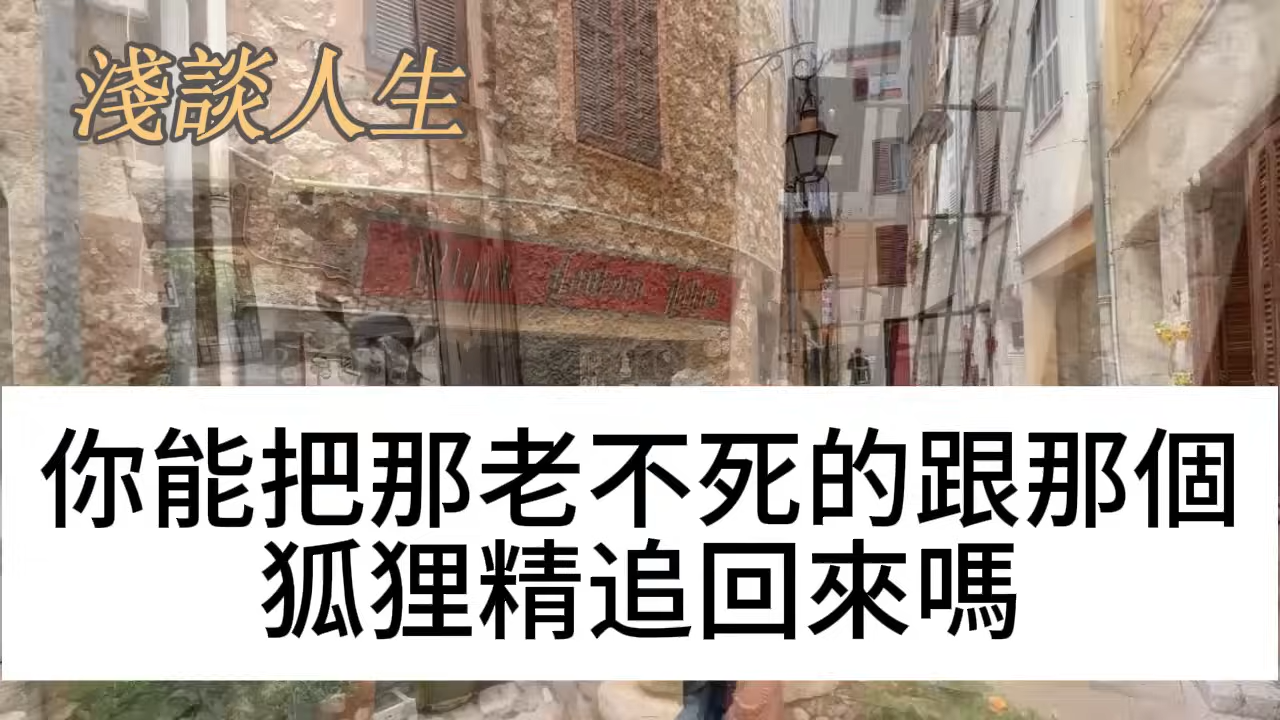 淺談人生
你能把那老不死的跟那個
狐狸精追回來嗎